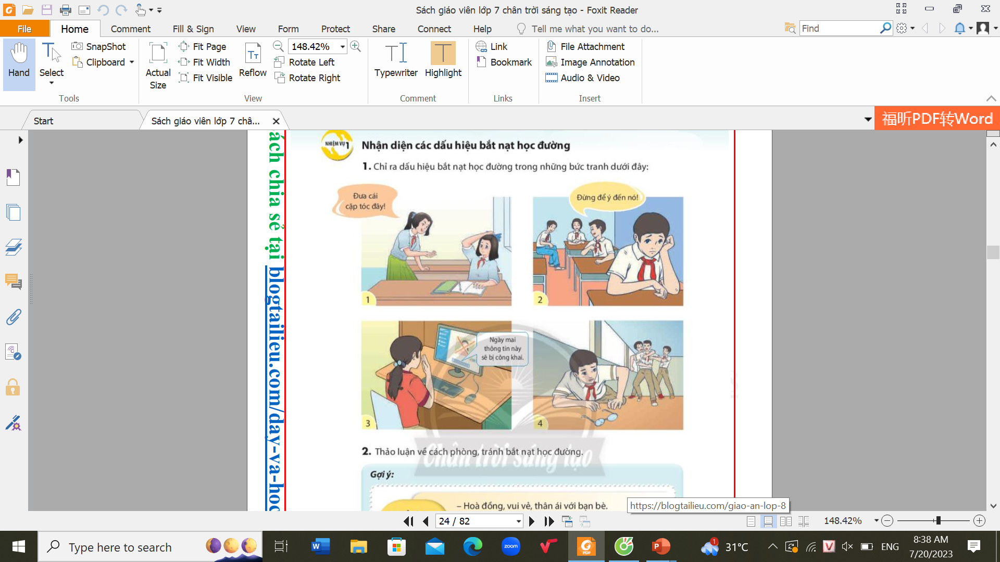 Sách giáo viên lớp 7 chân trời sáng tạo - Foxit Reader
File
Home
Comment
Fill & Sign
View
Form
Protect
Share
Connect
Help
Tell me what you want to do...
Find
Hand
Select
SnapShot
Clipboard
Tools
Actual
Size
Fit Page
Fit Width
Fit Visible
Reflow
148.42%
Rotate Left
Rotate Right
View
Typewriter
Highlight
Comment
Link
Bookmark
Links
File Attachment
Image Annotation
Audio & Video
Insert
Start
Sách giáo viên lớp 7 châ...
福昕PDF转Word
ách chia sẻ tại blogtailieu.com/day-va-hoc
NHIỆM VỤ 1
Nhận diện các dấu hiệu bắt nạt học đường
1. Chỉ ra dấu hiệu bắt nạt học đường trong những bức tranh dưới đây:
Đưa cái
cặp tóc đây!
1
Đừng để ý đến nó!
2
Ngày mai
thông tin này
sẽ bị công khai.
3
4
Chân trời sáng tạo
2. Thảo luận về cách phòng, tránh bắt nạt học đường.
Gợi ý:
– Hoà đồng, vui vẻ, thân ái với bạn bè.
https://blogtailieu.com/giao-an-lop-8
24 / 82
148.42%
Type here to search
zoom
PDF
1
31°C
ENG
8:38 AM
7/20/2023